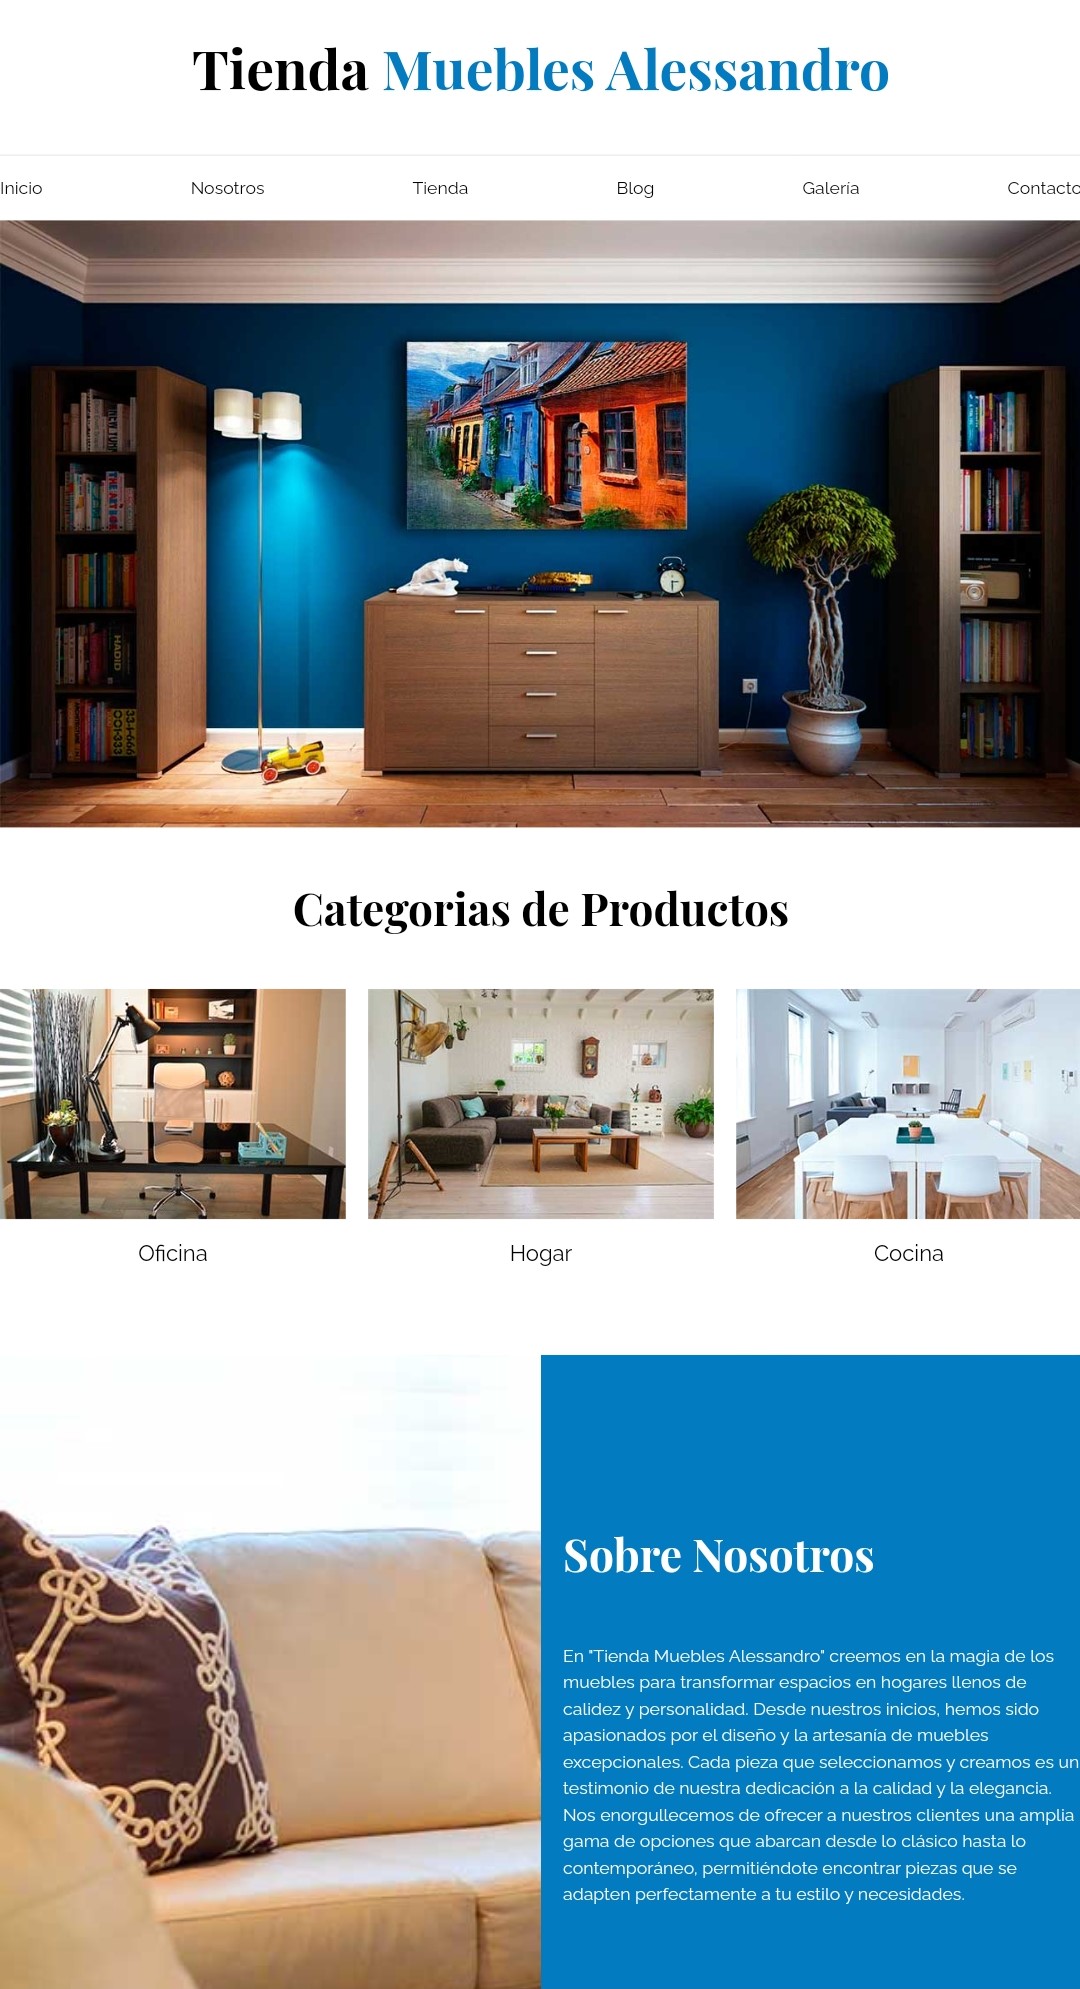 Tienda Muebles Alessandro
Inicio Nosotros Tienda Blog Galería Contacto
Categorias de Productos
Oficina Hogar Cocina
Sobre Nosotros
En "Tienda Muebles Alessandro" creemos en la magia de los
muebles para transformar espacios en hogares llenos de
calidez y personalidad. Desde nuestros inicios, hemos sido
apasionados por el diseño y la artesanía de muebles
excepcionales. Cada pieza que seleccionamos y creamos es un
testimonio de nuestra dedicación a la calidad y la elegancia.
Nos enorgullecemos de ofrecer a nuestros clientes una amplia
gama de opciones que abarcan desde lo clásico hasta lo
contemporáneo, permitiéndote encontrar piezas que se
adapten perfectamente a tu estilo y necesidades.